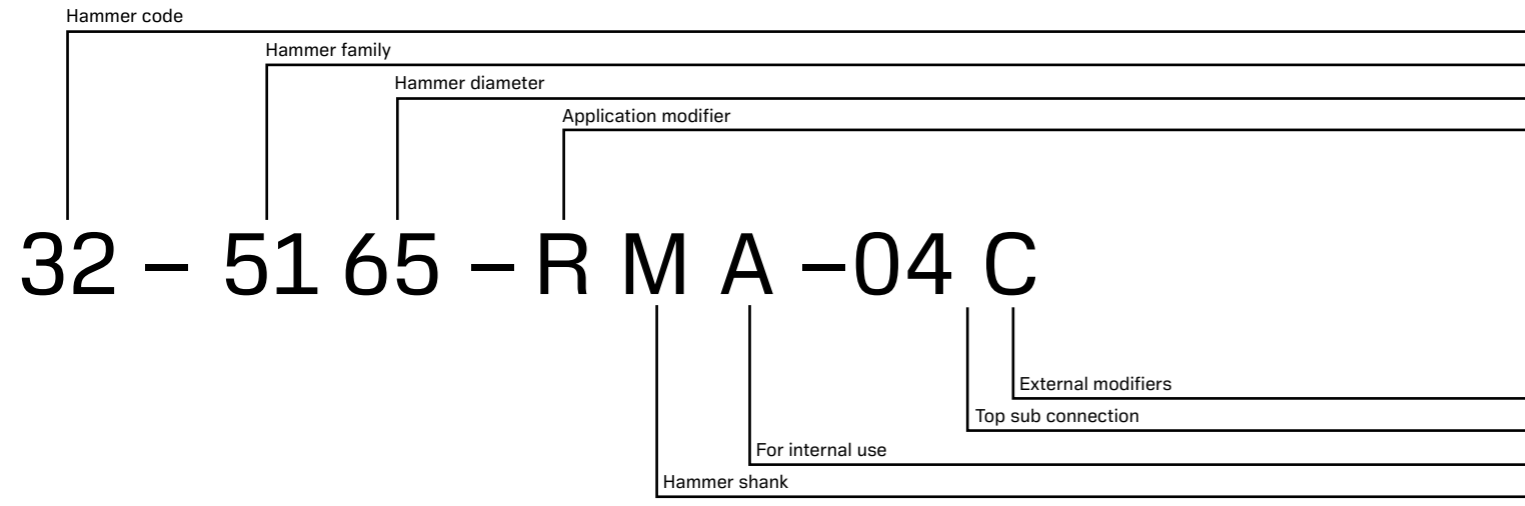 Hammer code
Hammer family
Hammer diameter
Application modifier
32 – 51 65 – R M A –04 C
External modifiers
Top sub connection
For internal use
Hammer shank